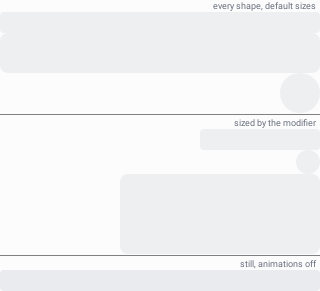 every shape, default sizes
sized by the modifier
still, animations off